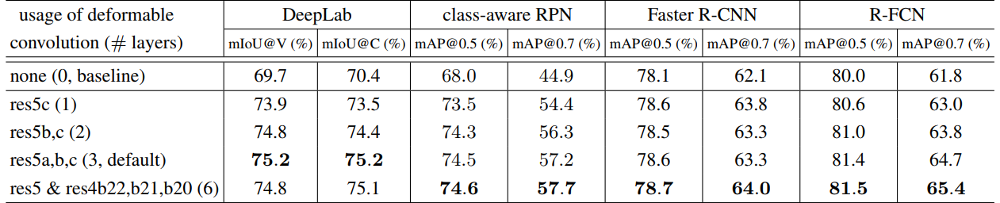 usage of deformable DeepLab class-aware RPN Faster R-CNN R-FCN
convolution (# layers) mIoU@V (%) mIoU@C (%) mAP@0.5 (%) mAP@0.7 (%) mAP@0.5 (%) mAP@0.7 (%) mAP@0.5 (%) mAP@0.7 (%)
none (0, baseline) 69.7 70.4 68.0 44.9 78.1 62.1 80.0 61.8
res5c (1) 73.9 73.5 73.5 54.4 78.6 63.8 80.6 63.0
res5b,c (2) 74.8 74.4 74.3 56.3 78.5 63.3 81.0 63.8
res5a,b,c (3, default) 75.2 75.2 74.5 57.2 78.6 63.3 81.4 64.7
res5 & res4b22,b21,b20 (6) 74.8 75.1 74.6 57.7 78.7 64.0 81.5 65.4